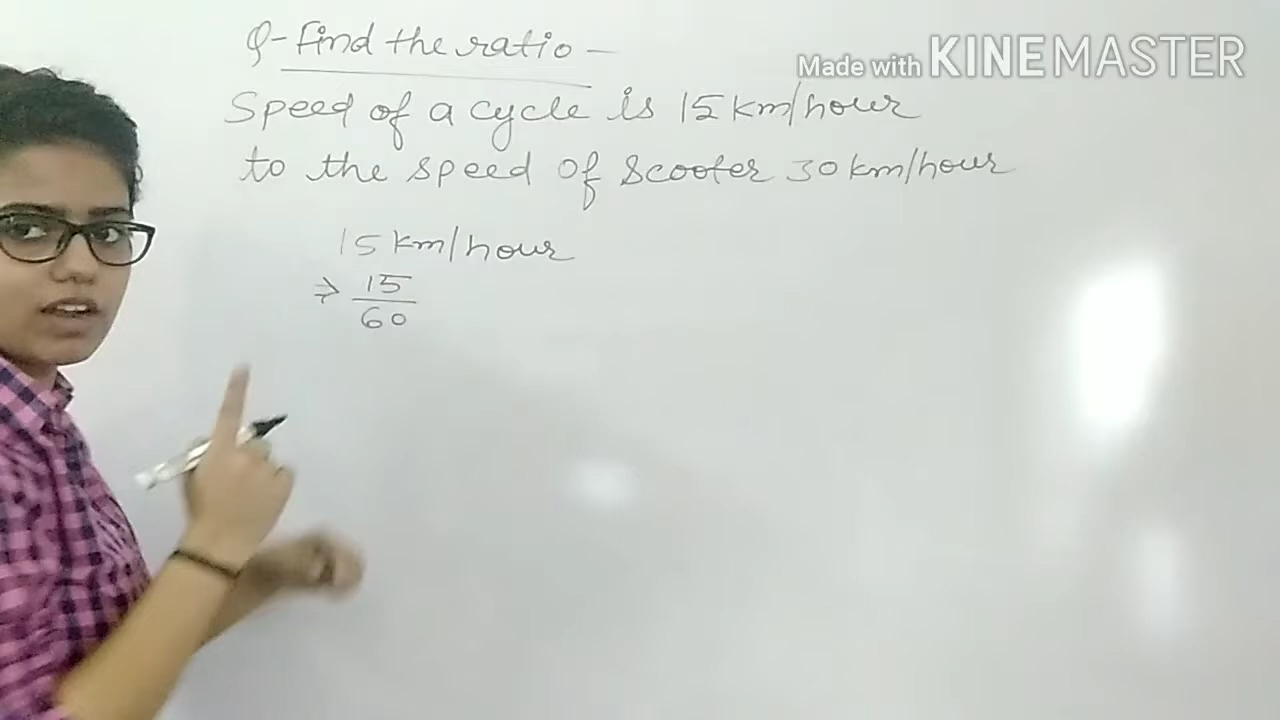 Q- find the ratio -
Made with KINEMASTER
Speed of a cycle is 15 km/hour
to the speed of scooter 30 km/hour
15 km/hour
⇒ 15
60